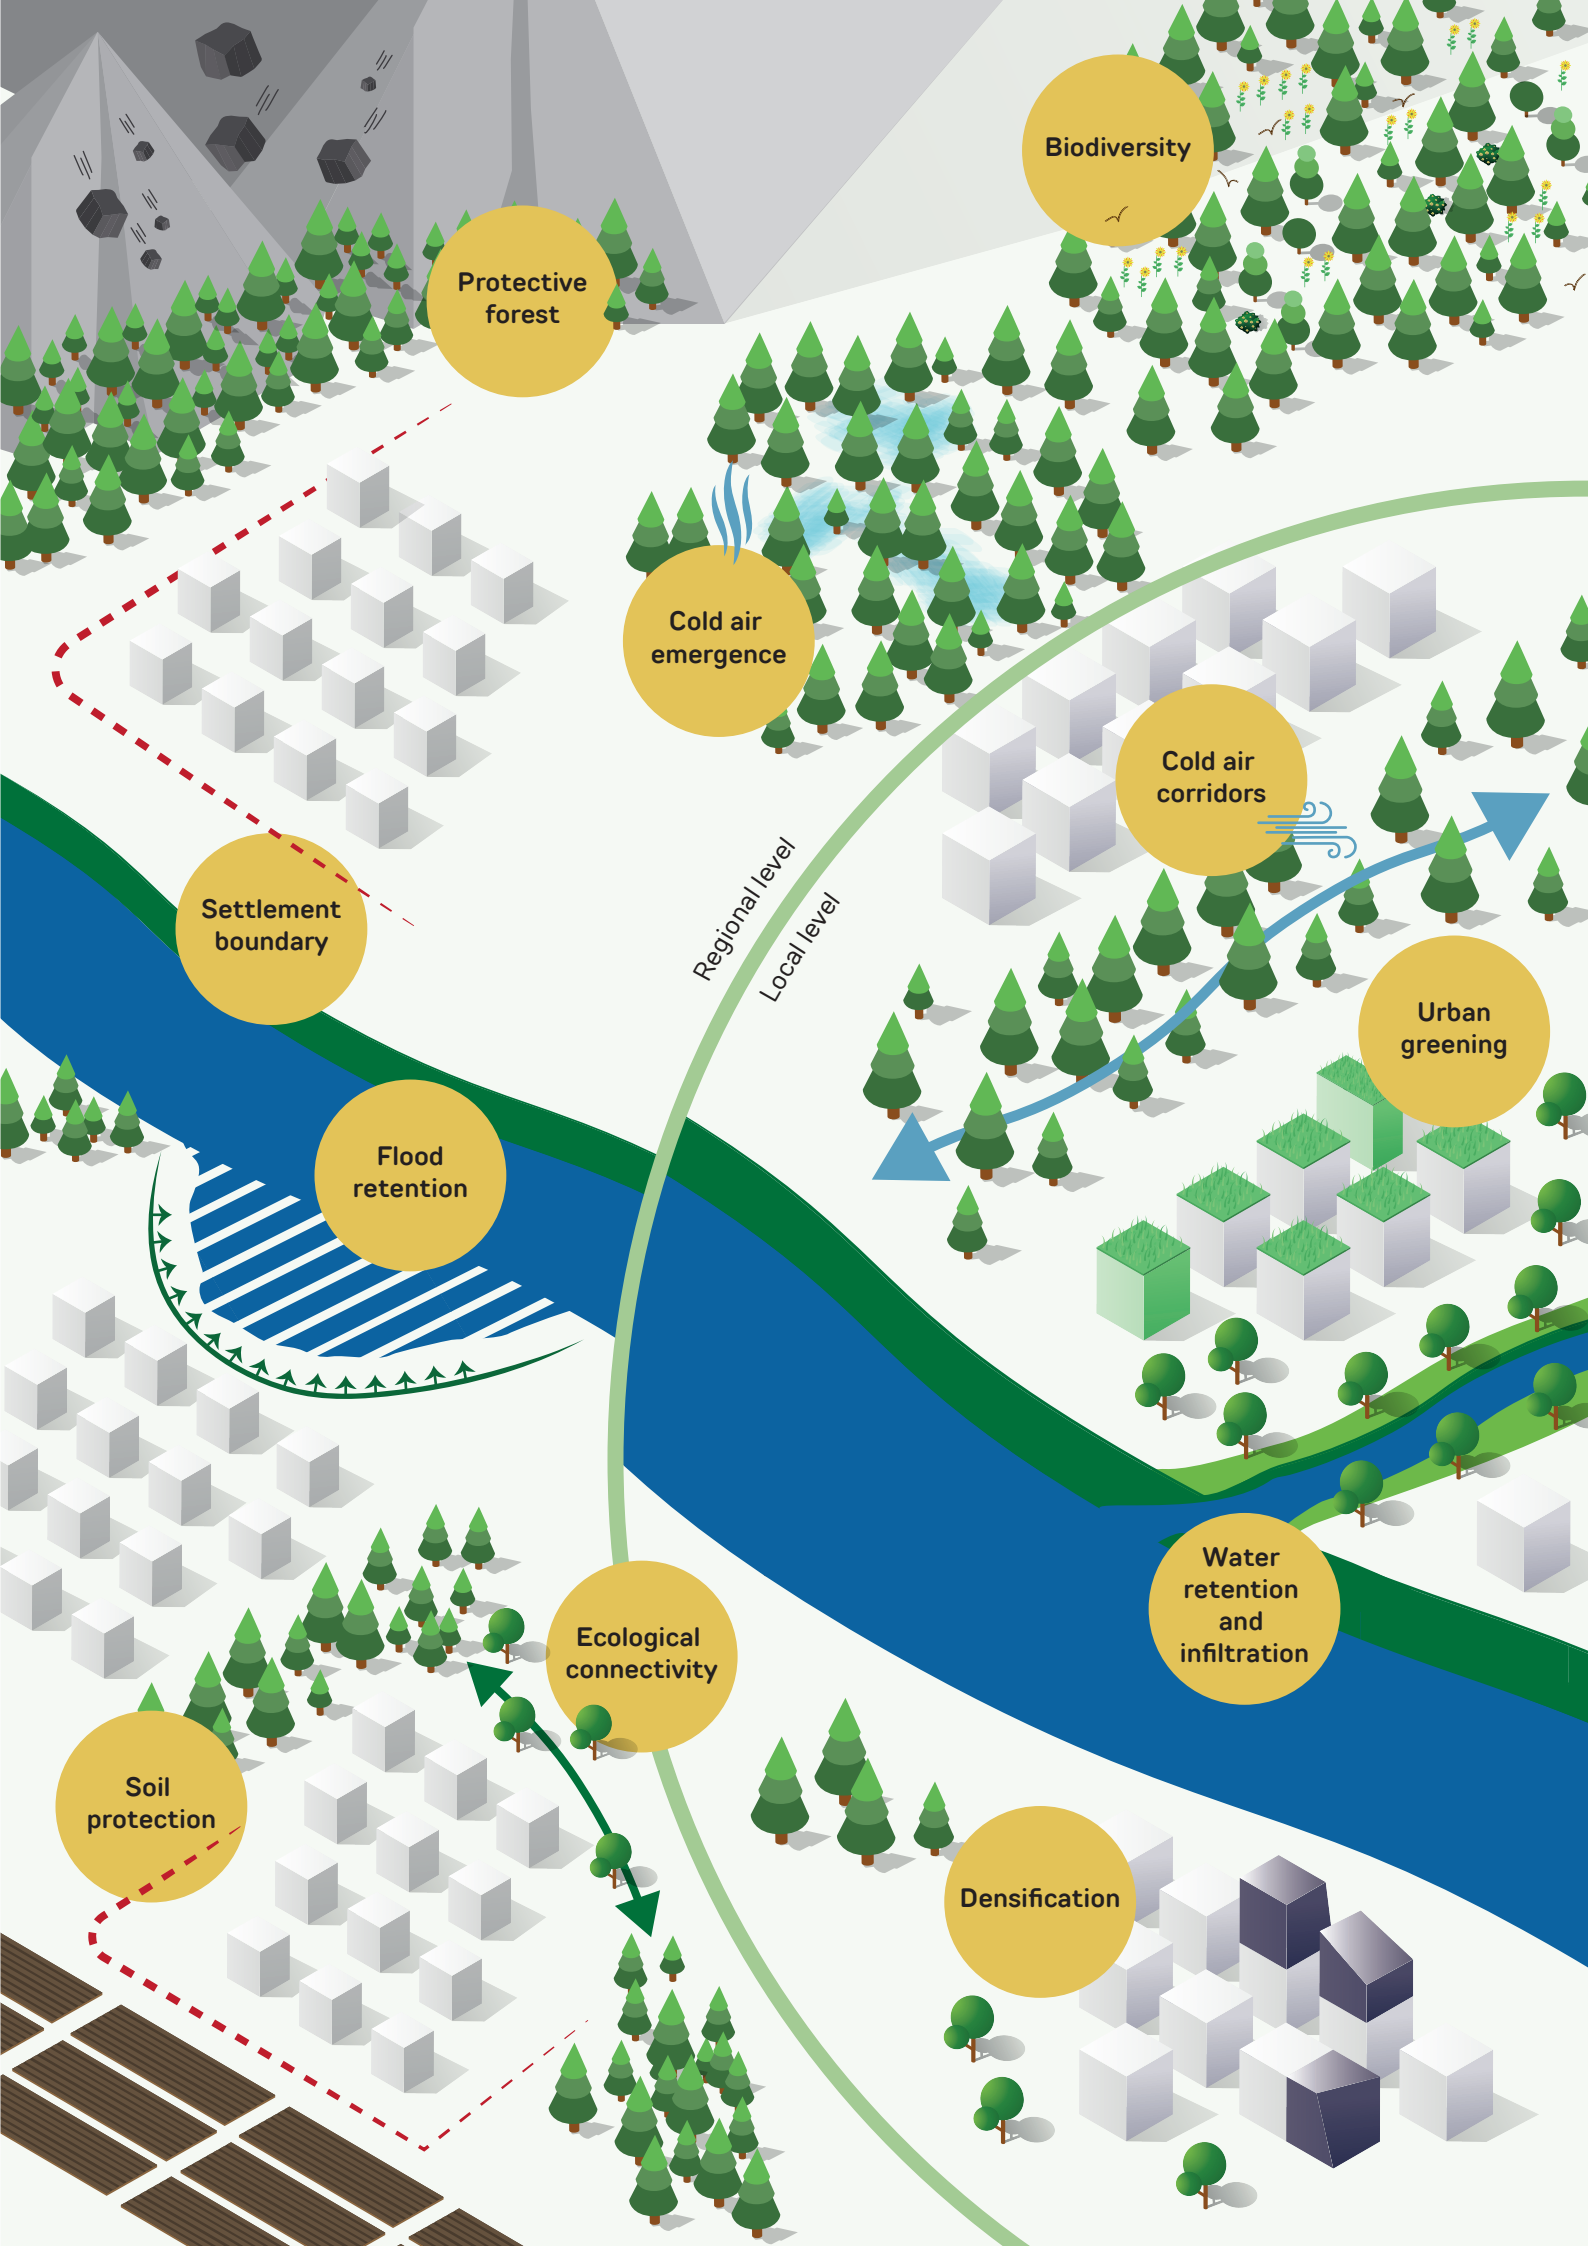 Biodiversity
Protective
forest
Cold air
emergence
Cold air
corridors
Settlement
boundary
Regional level
Local level
Urban
greening
Flood
retention
Water
retention
and
infiltration
Ecological
connectivity
Soil
protection
Densification